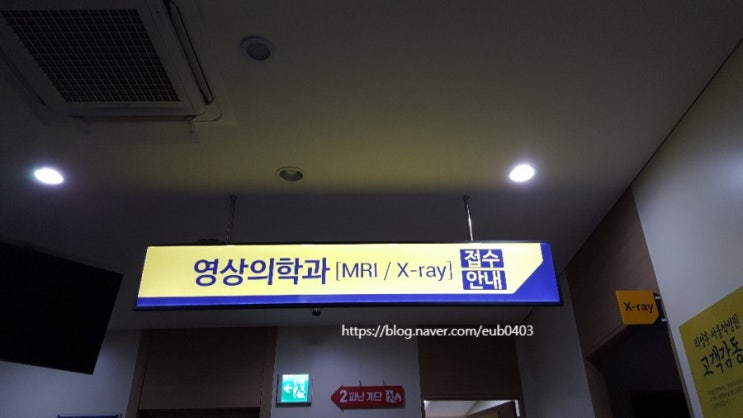 영상의학과 [MRI / X-ray] 접수 안내
https://blog.naver.com/eub0403
X-ray
2 피난 계단
고객감동